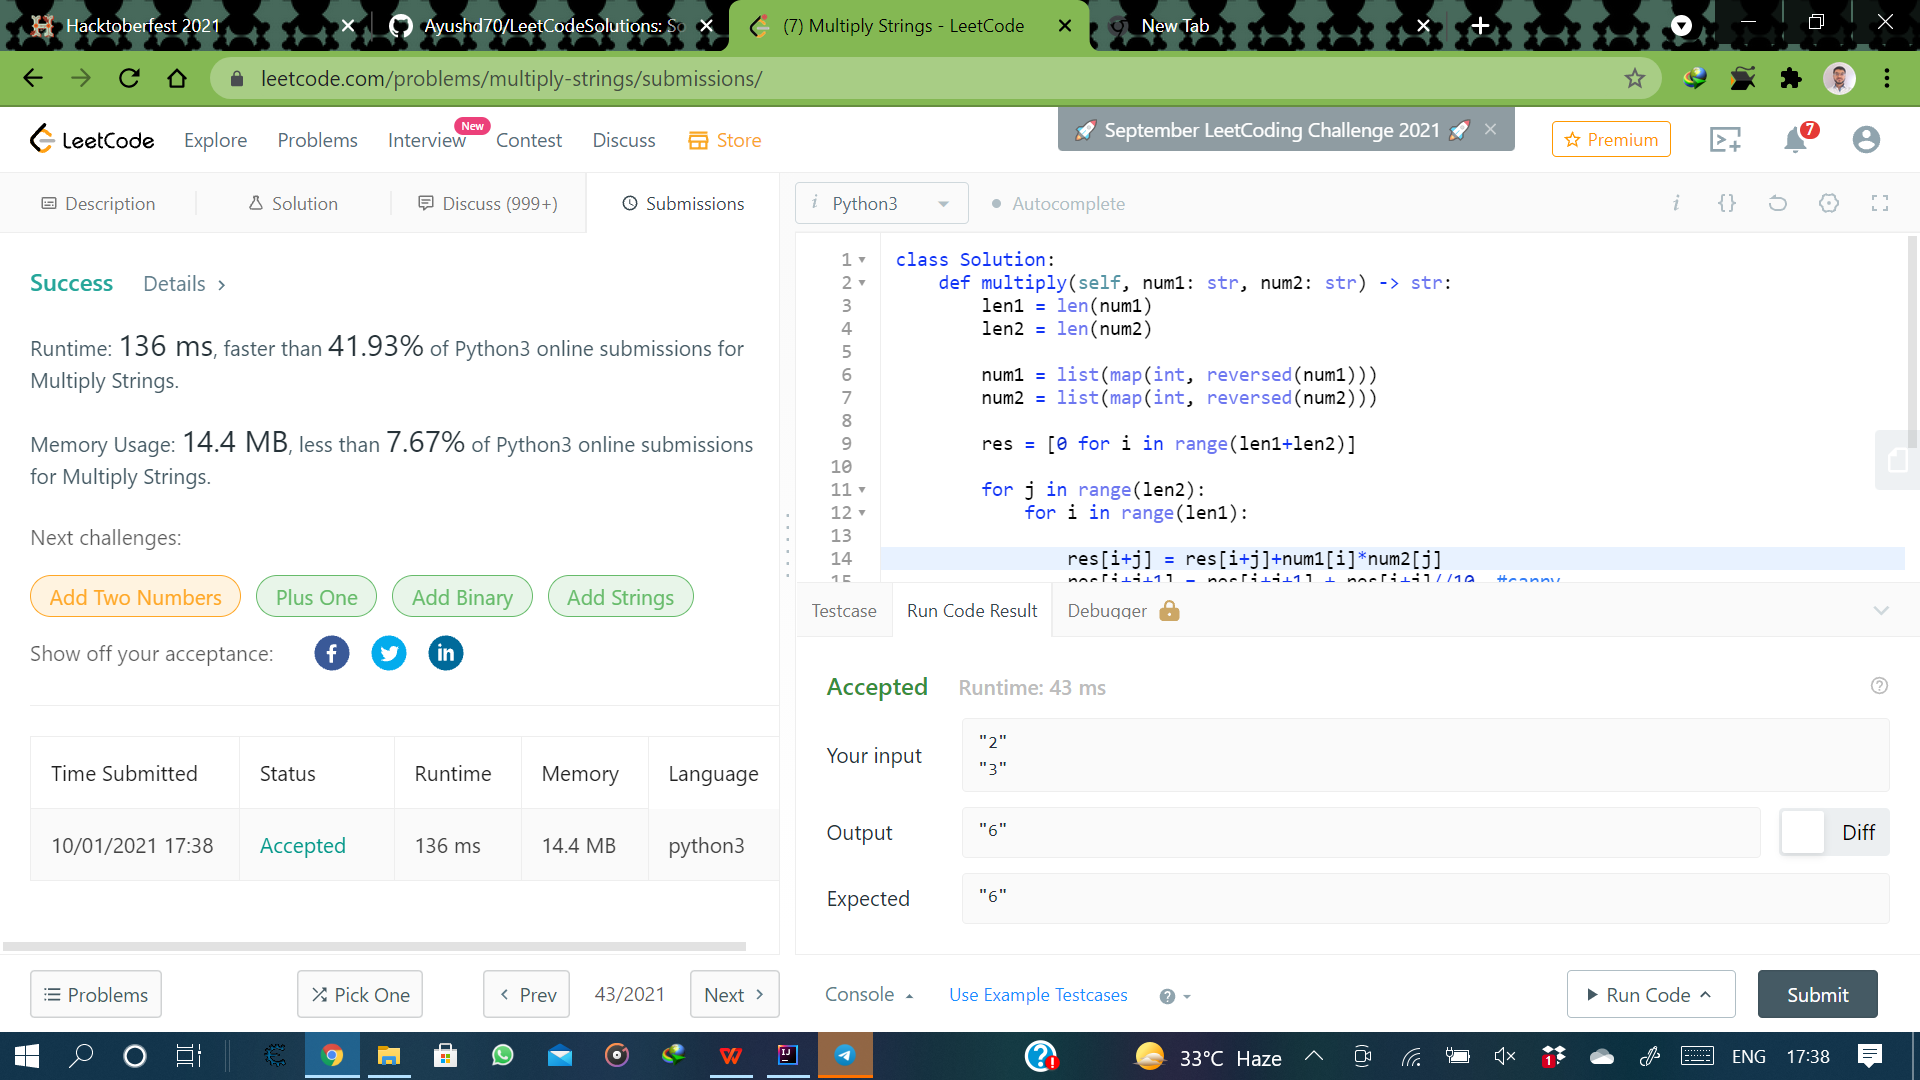 Hacktoberfest 2021
Ayushd70/LeetCodeSolutions: So
(7) Multiply Strings - LeetCode
New Tab
leetcode.com/problems/multiply-strings/submissions/
LeetCode
Explore
Problems
Interview
New
Contest
Discuss
Store
🚀 September LeetCoding Challenge 2021 🚀
Premium
7
Description
Solution
Discuss (999+)
Submissions
i Python3
Autocomplete
Success
Details
Runtime: 136 ms, faster than 41.93% of Python3 online submissions for
Multiply Strings.
Memory Usage: 14.4 MB, less than 7.67% of Python3 online submissions
for Multiply Strings.
Next challenges:
Add Two Numbers
Plus One
Add Binary
Add Strings
Show off your acceptance:
Time Submitted Status Runtime Memory Language
10/01/2021 17:38 Accepted 136 ms 14.4 MB python3
1 class Solution:
2 def multiply(self, num1: str, num2: str) -> str:
3 len1 = len(num1)
4 len2 = len(num2)
5
6 num1 = list(map(int, reversed(num1)))
7 num2 = list(map(int, reversed(num2)))
8
9 res = [0 for i in range(len1+len2)]
10
11 for j in range(len2):
12 for i in range(len1):
13
14 res[i+j] = res[i+j]+num1[i]*num2[j]
15 res[i+j+1] = res[i+j+1] + res[i+j]//10 #carry
Testcase
Run Code Result
Debugger
Accepted
Runtime: 43 ms
Your input
"2"
"3"
Output
"6"
Diff
Expected
"6"
Problems
Pick One
Prev
43/2021
Next
Console
Use Example Testcases
Run Code
Submit
33°C Haze
1
ENG
17:38